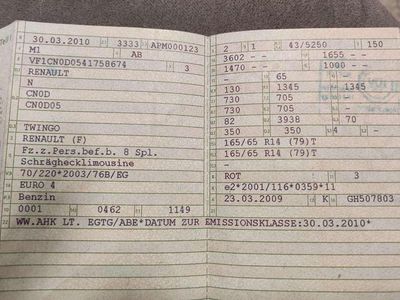 30.03.2010 3333 APM000123
M1 AB
VF1CN0D0541758674 3
RENAULT
N
CN0D
CN0D05
TWINGO
RENAULT (F)
Fz.z.Pers.bef.b. 8 Spl.
Schräghecklimousine
70/220*2003/76B/EG
EURO 4
Benzin
0001 0462 1149
2 1 43/5250 150
3602 -- 1655 -- --
1470 -- 1000 -- --
-- 65 --
130 1345 1345
730 705 --
730 705 --
82 3938 70
350 350 4 --
165/65 R14 (79)T
165/65 R14 (79)T
--
ROT 3
e2*2001/116*0359*11
23.03.2009 K GH507803
WW.AHK LT. EGTG/ABE*DATUM ZUR EMISSIONSKLASSE:30.03.2010*